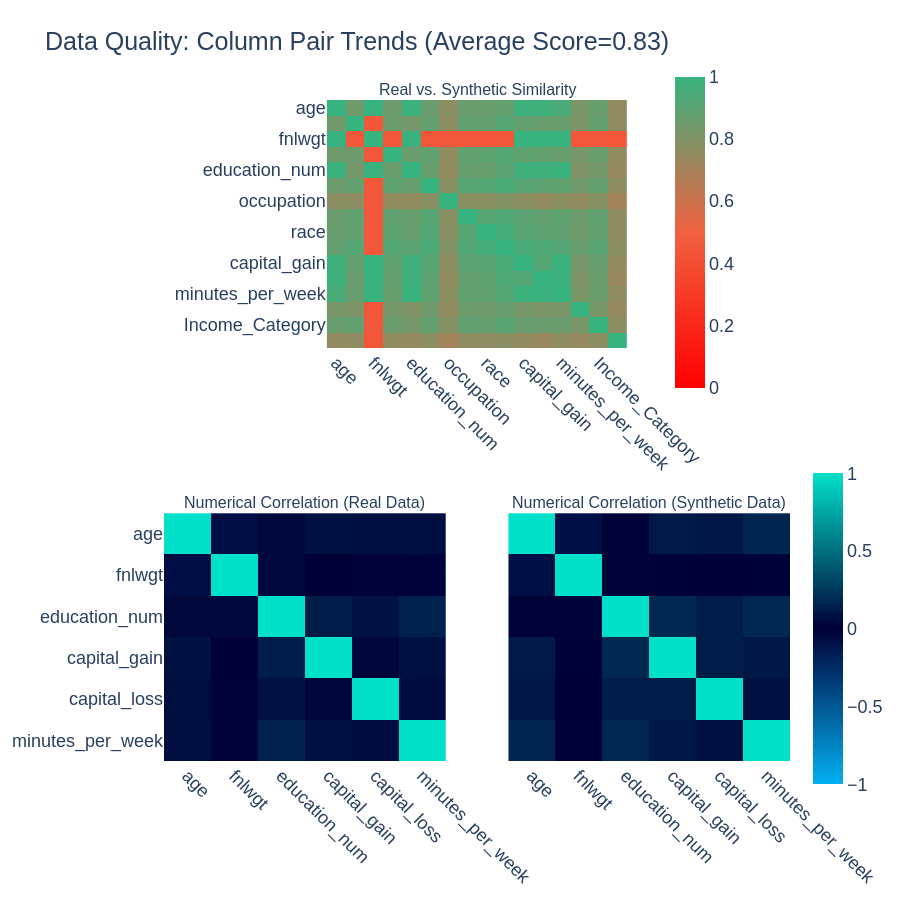 Data Quality: Column Pair Trends (Average Score=0.83)
Real vs. Synthetic Similarity
age
fnlwgt
education_num
occupation
race
capital_gain
minutes_per_week
Income_Category
age
fnlwgt
education_num
occupation
race
capital_gain
minutes_per_week
Income_Category
1
0.8
0.6
0.4
0.2
0
Numerical Correlation (Real Data)
age
fnlwgt
education_num
capital_gain
capital_loss
minutes_per_week
age
fnlwgt
education_num
capital_gain
capital_loss
minutes_per_week
Numerical Correlation (Synthetic Data)
age
fnlwgt
education_num
capital_gain
capital_loss
minutes_per_week
1
0.5
0
−0.5
−1